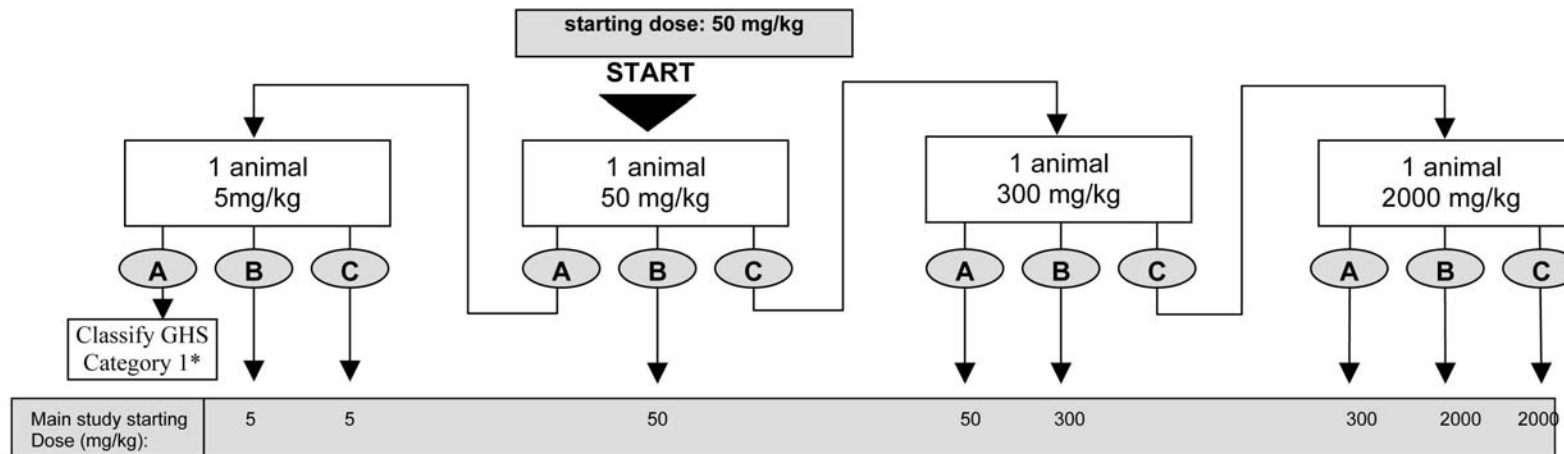 starting dose: 50 mg/kg
START
1 animal
5mg/kg
1 animal
50 mg/kg
1 animal
300 mg/kg
1 animal
2000 mg/kg
A B C A B C A B C A B C
Classify GHS
Category 1*
Main study starting
Dose (mg/kg):
5 5 50 50 300 300 2000 2000